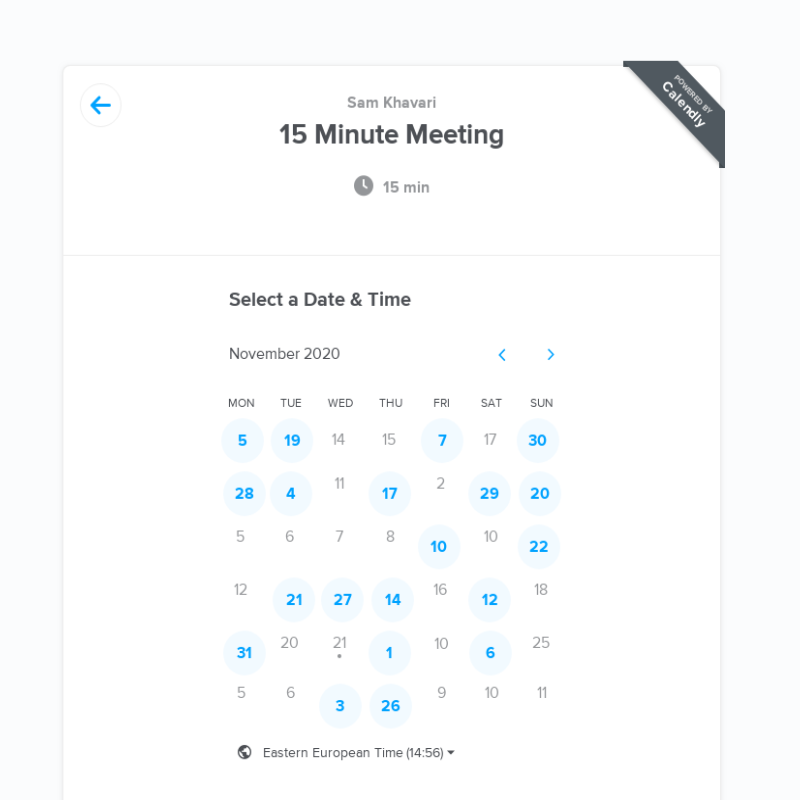 POWERED BY
Calendly
Sam Khavari
15 Minute Meeting
15 min
Select a Date & Time
November 2020
MON TUE WED THU FRI SAT SUN
5 19 14 15 7 17 30
28 4 11 17 2 29 20
5 6 7 8 10 10 22
12 21 27 14 16 12 18
31 20 21 1 10 6 25
5 6 3 26 9 10 11
Eastern European Time (14:56)